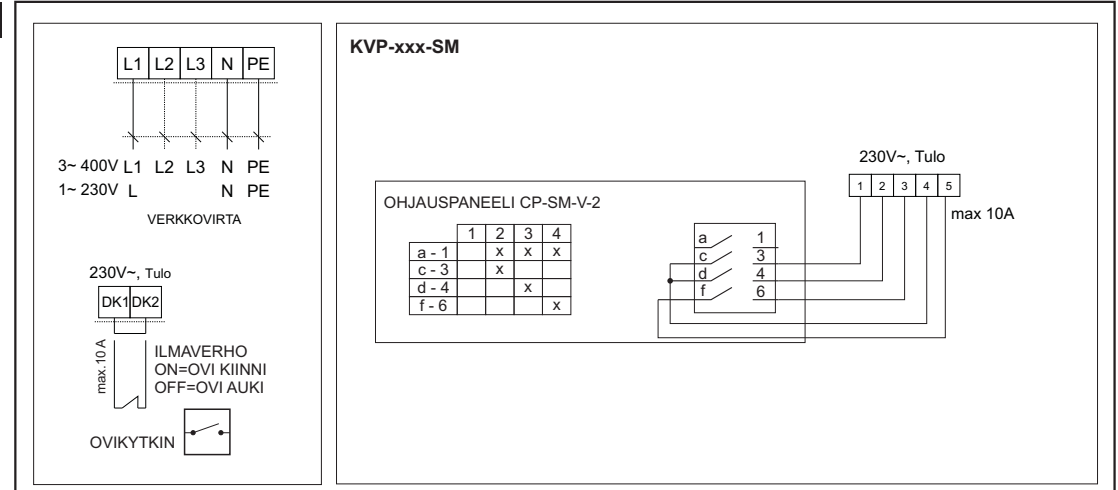 L1 L2 L3 N PE
3~ 400V L1 L2 L3 N PE
1~ 230V L N PE
VERKKOVIRTA
230V~, Tulo
DK1 DK2
max.10 A
ILMAVERHO
ON=OVI KIINNI
OFF=OVI AUKI
OVIKYTKIN
KVP-xxx-SM
OHJAUSPANEELI CP-SM-V-2
1 2 3 4
a - 1 x x x
c - 3 x
d - 4 x
f - 6 x
a 1
c 3
d 4
f 6
230V~, Tulo
1 2 3 4 5
max 10A